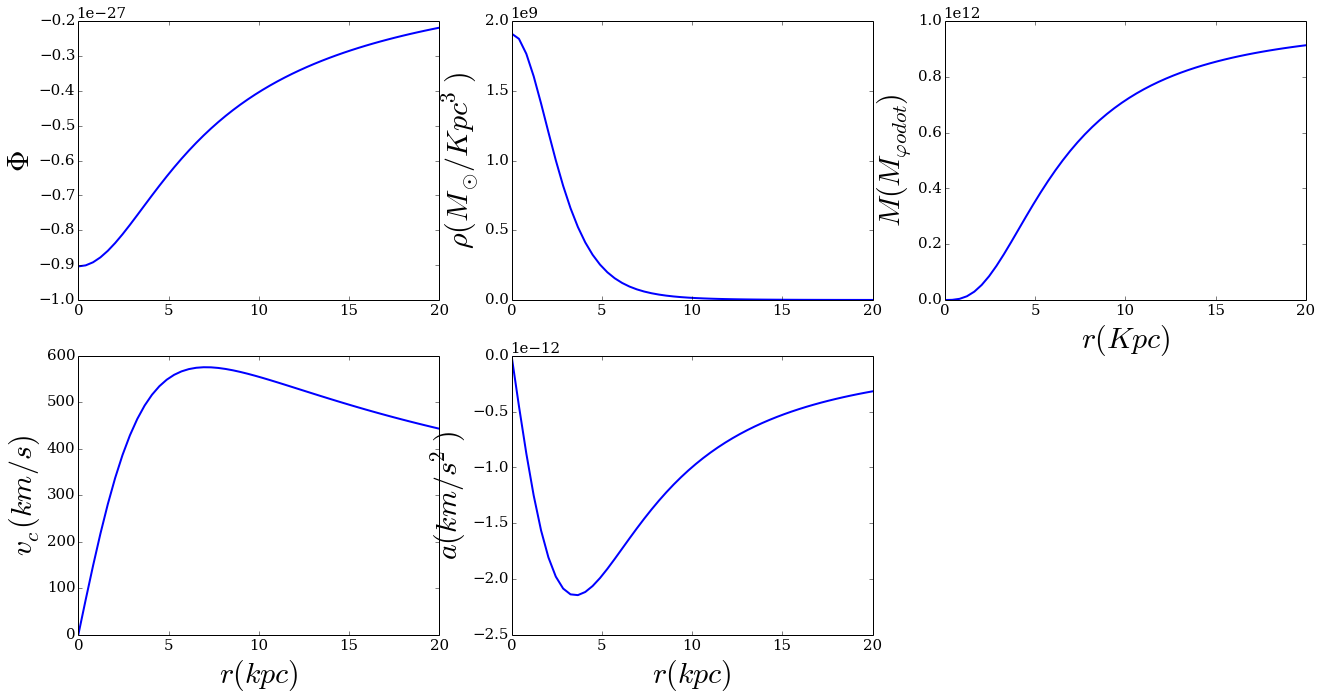 1e−27
−0.2
−0.3
−0.4
−0.5
−0.6
−0.7
−0.8
−0.9
−1.0
Φ
0 5 10 15 20
1e9
2.0
1.5
1.0
0.5
0.0
ρ(M⊙/Kpc³)
0 5 10 15 20
1e12
1.0
0.8
0.6
0.4
0.2
0.0
M(Mφodot)
0 5 10 15 20
r(Kpc)
600
500
400
300
200
100
0
v_c(km/s)
0 5 10 15 20
r(kpc)
1e−12
0.0
−0.5
−1.0
−1.5
−2.0
−2.5
a(km/s²)
0 5 10 15 20
r(kpc)